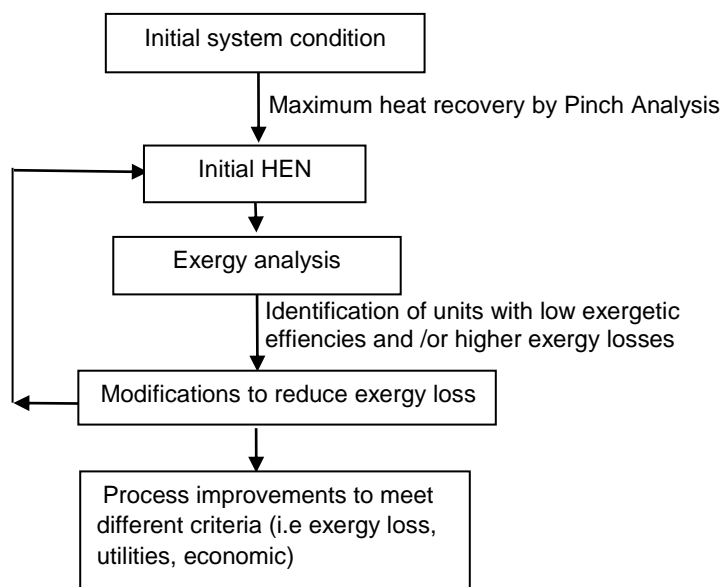 Initial system condition
Maximum heat recovery by Pinch Analysis
Initial HEN
Exergy analysis
Identification of units with low exergetic
effiencies and /or higher exergy losses
Modifications to reduce exergy loss
Process improvements to meet
different criteria (i.e exergy loss,
utilities, economic)